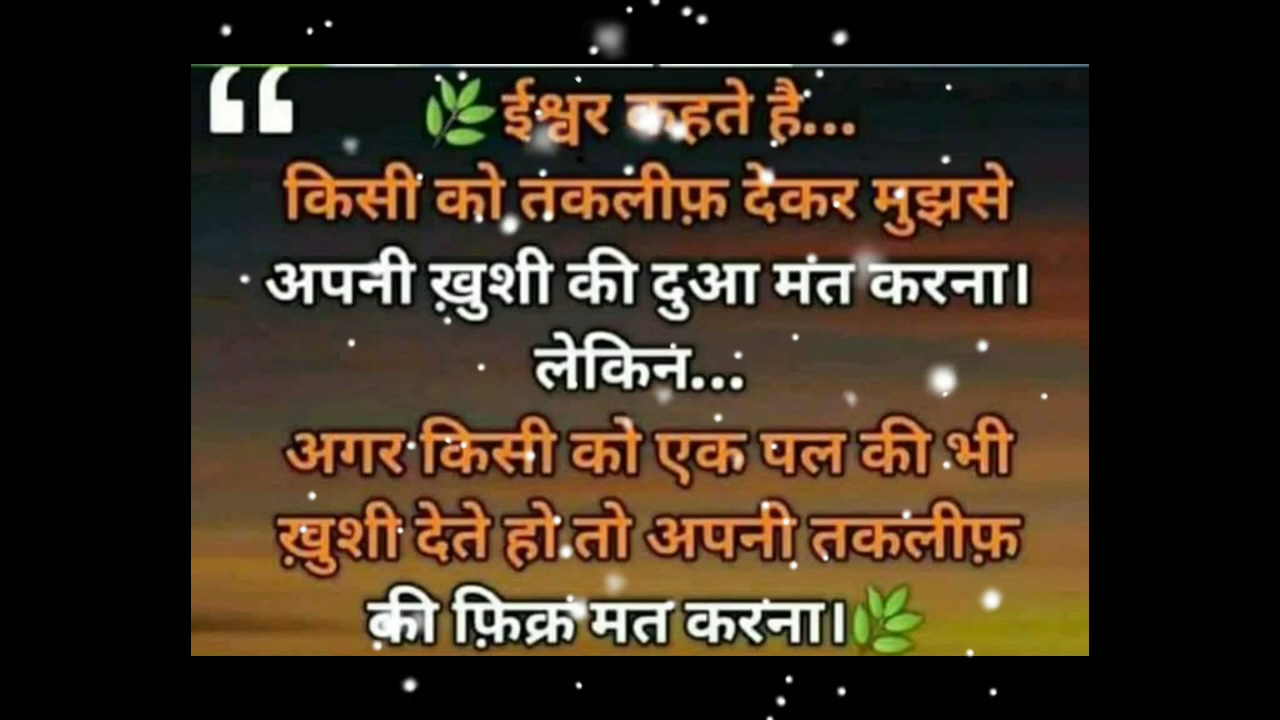 🌿ईश्वर कहते है...
किसी को तकलीफ़ देकर मुझसे
अपनी ख़ुशी की दुआ मत करना।
लेकिन...
अगर किसी को एक पल की भी
ख़ुशी देते हो तो अपनी तकलीफ़
की फ़िक्र मत करना।🌿